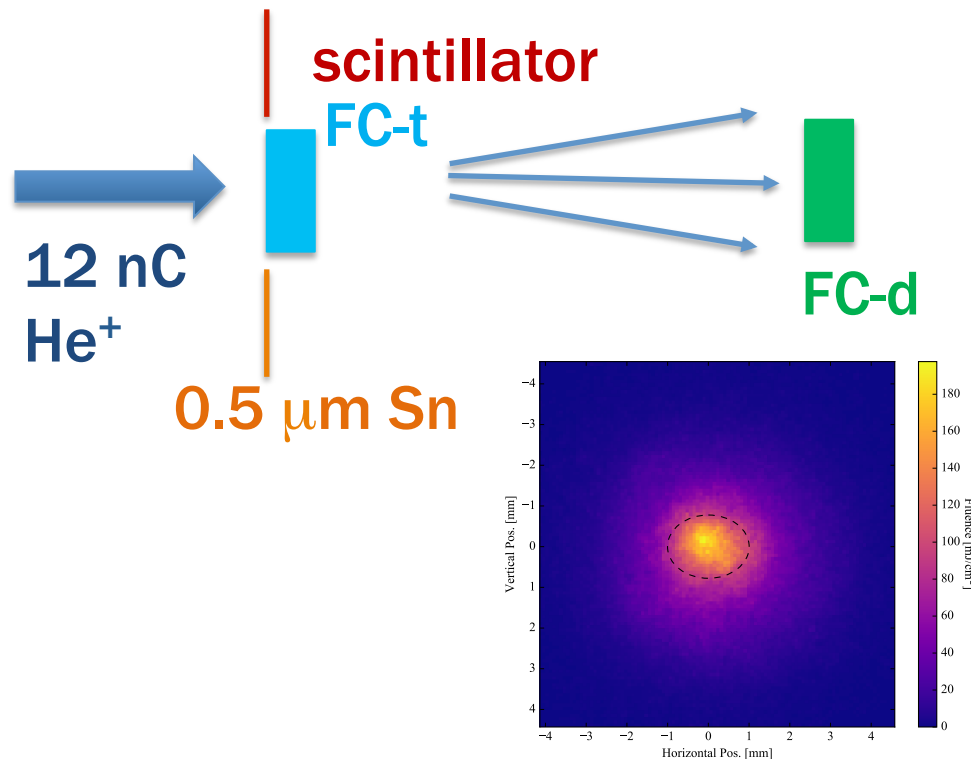 scintillator
FC-t
12 nC
He⁺
0.5 μm Sn
FC-d
−4
−3
−2
−1
0
1
2
3
4
Vertical Pos. [mm]
−4 −3 −2 −1 0 1 2 3 4
Horizontal Pos. [mm]
180
160
140
120
100
80
60
40
20
0